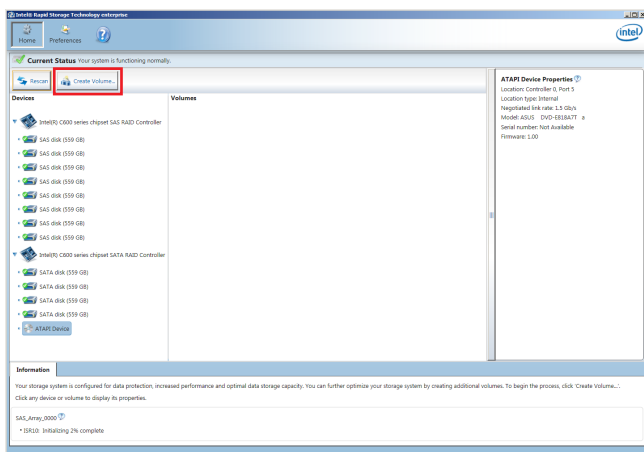 Intel® Rapid Storage Technology enterprise
Home
Preferences
intel
Current Status Your system is functioning normally.
Rescan
Create Volume...
Devices
Volumes
Intel(R) C600 series chipset SAS RAID Controller
SAS disk (559 GB)
SAS disk (559 GB)
SAS disk (559 GB)
SAS disk (559 GB)
SAS disk (559 GB)
SAS disk (559 GB)
SAS disk (559 GB)
SAS disk (559 GB)
Intel(R) C600 series chipset SATA RAID Controller
SATA disk (559 GB)
SATA disk (559 GB)
SATA disk (559 GB)
SATA disk (559 GB)
ATAPI Device
ATAPI Device Properties ?
Location: Controller 0, Port 5
Location type: Internal
Negotiated link rate: 1.5 Gb/s
Model: ASUS DVD-E818A7T a
Serial number: Not Available
Firmware: 1.00
Information
Your storage system is configured for data protection, increased performance and optimal data storage capacity. You can further optimize your storage system by creating additional volumes. To begin the process, click 'Create Volume...'.
Click any device or volume to display its properties.
SAS_Array_0000 ?
• ISR10: Initializing 2% complete